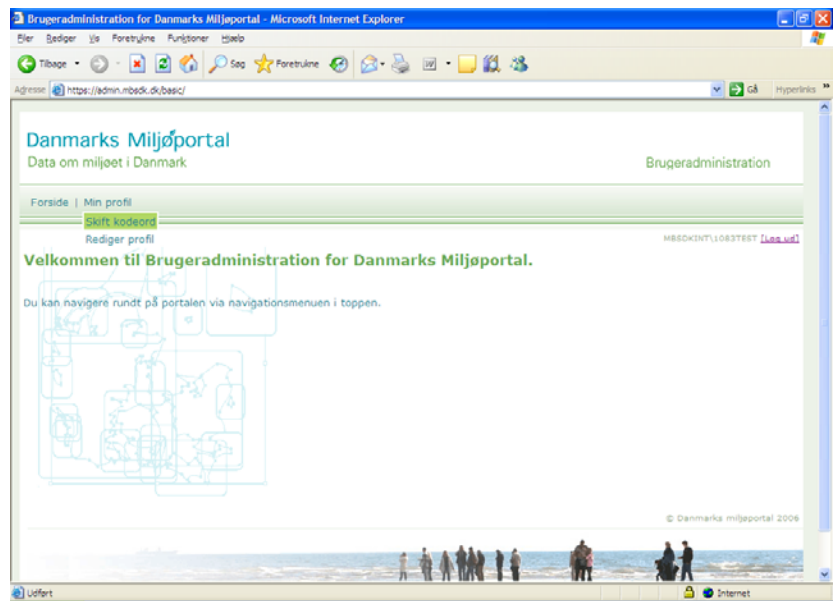 Brugeradministration for Danmarks Miljøportal - Microsoft Internet Explorer
Filer Rediger Vis Foretrukne Funktioner Hjælp
Tilbage Søg Foretrukne
Adresse https://admin.mbsdk.dk/basic/ Gå Hyperlinks »
Danmarks Miljøportal
Data om miljøet i Danmark
Brugeradministration
Forside | Min profil
Skift kodeord
Rediger profil
MBSDKINT\1083TEST [Log ud]
Velkommen til Brugeradministration for Danmarks Miljøportal.
Du kan navigere rundt på portalen via navigationsmenuen i toppen.
© Danmarks miljøportal 2006
Udført Internet